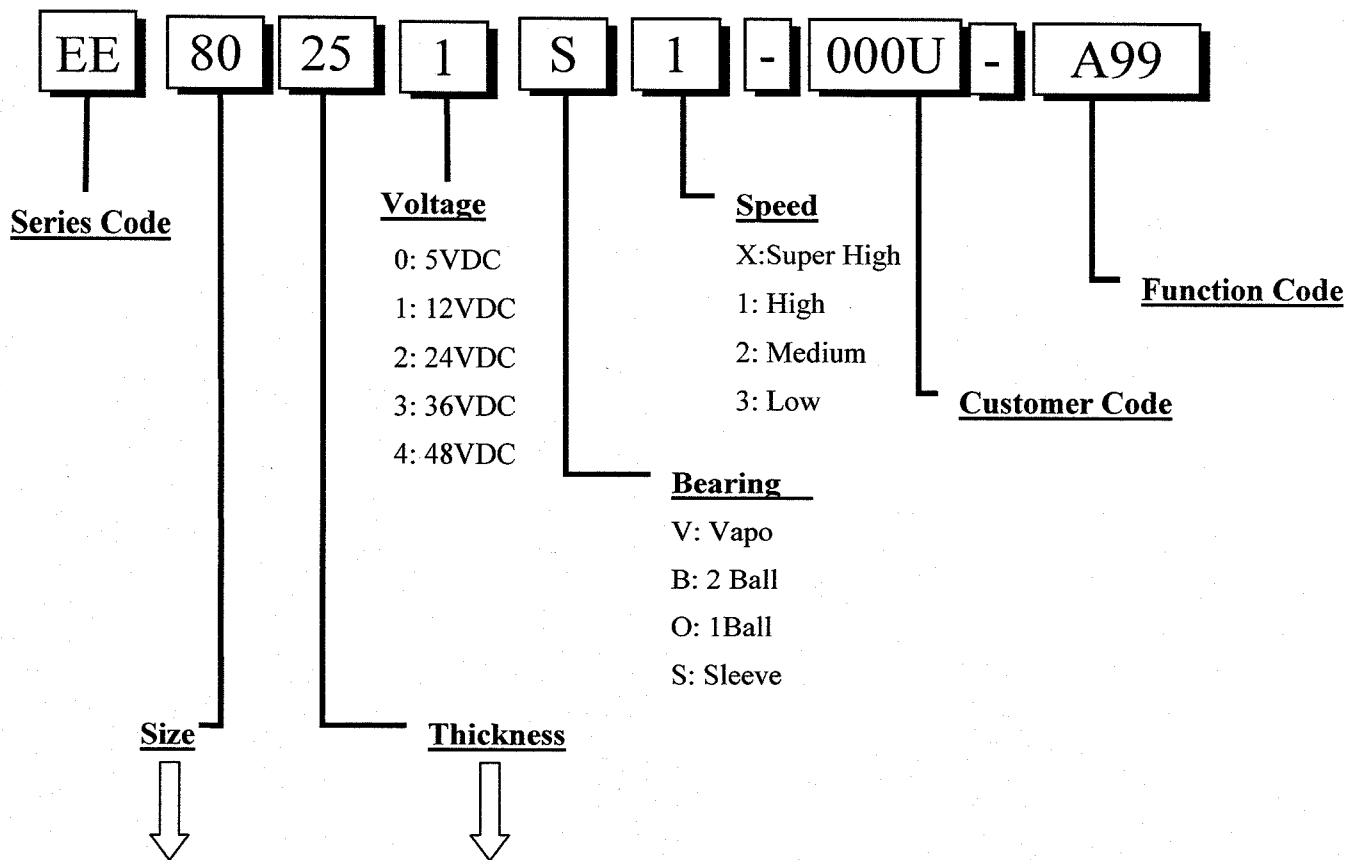 EE 80 25 1 S 1 - 000U - A99
Series Code
Voltage
0: 5VDC
1: 12VDC
2: 24VDC
3: 36VDC
4: 48VDC
Speed
X:Super High
1: High
2: Medium
3: Low
Function Code
Customer Code
Bearing
V: Vapo
B: 2 Ball
O: 1Ball
S: Sleeve
Size
Thickness